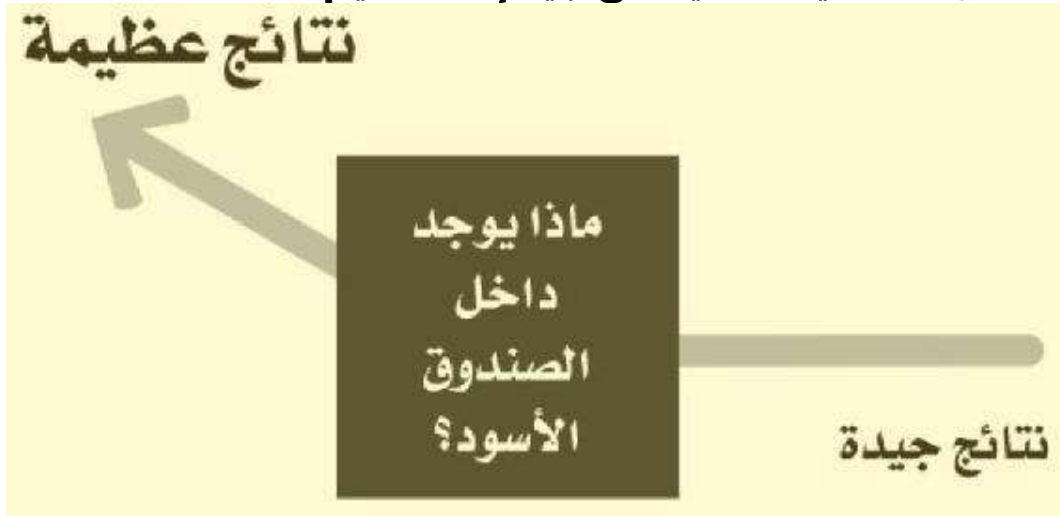 نتائج عظيمة
ماذا يوجد
داخل
الصندوق
الأسود؟
نتائج جيدة